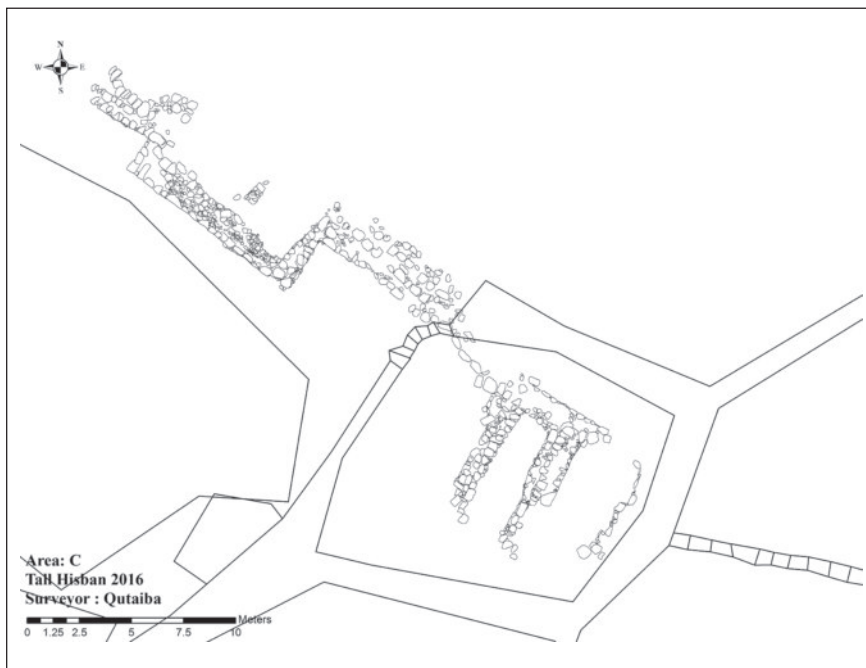 N
W E
S
Area: C
Tall Hisban 2016
Surveyor : Qutaiba
Meters
0 1.25 2.5 5 7.5 10